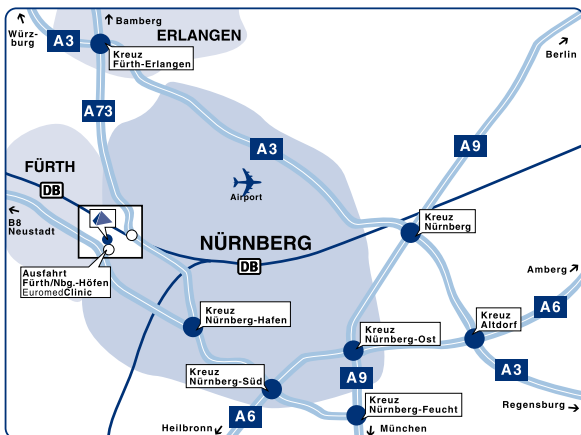 Würz-
burg
A3
Bamberg
ERLANGEN
Kreuz
Fürth-Erlangen
Berlin
A73
A3
A9
FÜRTH
DB
Airport
B8
Neustadt
NÜRNBERG
DB
Kreuz
Nürnberg
Ausfahrt
Fürth/Nbg.-Höfen
EuromedClinic
Amberg
Kreuz
Nürnberg-Hafen
Kreuz
Altdorf
A6
Kreuz
Nürnberg-Ost
Kreuz
Nürnberg-Süd
A9
A3
Kreuz
Nürnberg-Feucht
Regensburg
A6
Heilbronn
München